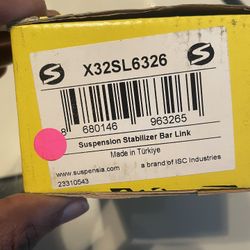 X32SL6326
8 680146 963265
Suspension Stabilizer Bar Link
Made in Türkiye
www.suspensia.com
a brand of ISC Industries
23310543